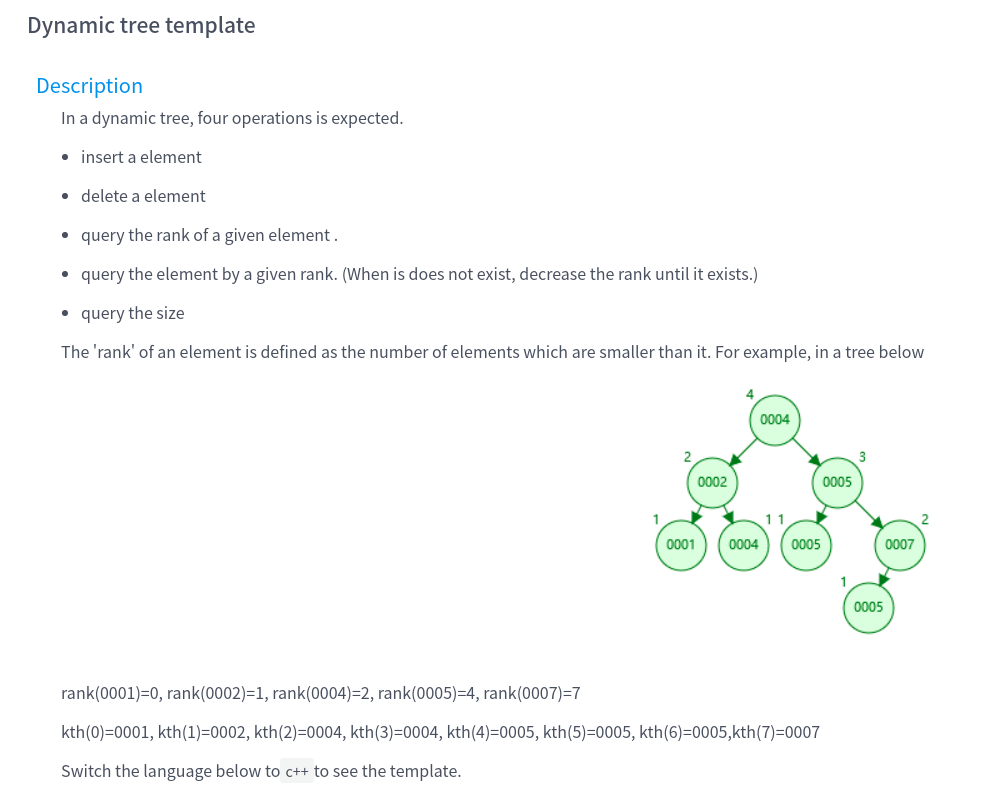 Dynamic tree template
Description
In a dynamic tree, four operations is expected.
• insert a element
• delete a element
• query the rank of a given element .
• query the element by a given rank. (When is does not exist, decrease the rank until it exists.)
• query the size
The 'rank' of an element is defined as the number of elements which are smaller than it. For example, in a tree below
4
0004
2 3
0002 0005
1 1 1 2
0001 0004 0005 0007
1
0005
rank(0001)=0, rank(0002)=1, rank(0004)=2, rank(0005)=4, rank(0007)=7
kth(0)=0001, kth(1)=0002, kth(2)=0004, kth(3)=0004, kth(4)=0005, kth(5)=0005, kth(6)=0005,kth(7)=0007
Switch the language below to c++ to see the template.